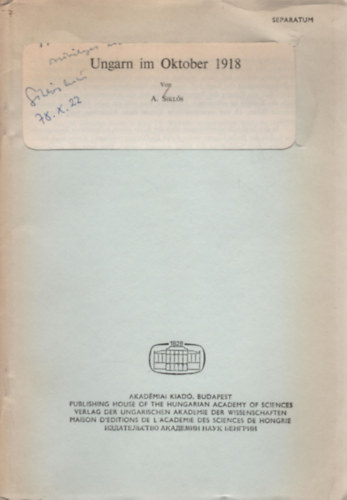 SEPARATUM
Ungarn im Oktober 1918
Von
A. SIKLÓS
78. X. 22
1828
AKADÉMIAI KIADÓ, BUDAPEST
PUBLISHING HOUSE OF THE HUNGARIAN ACADEMY OF SCIENCES
VERLAG DER UNGARISCHEN AKADEMIE DER WISSENSCHAFTEN
MAISON D'EDITIONS DE L'ACADEMIE DES SCIENCES DE HONGRIE
ИЗДАТЕЛЬСТВО АКАДЕМИИ НАУК ВЕНГРИИ